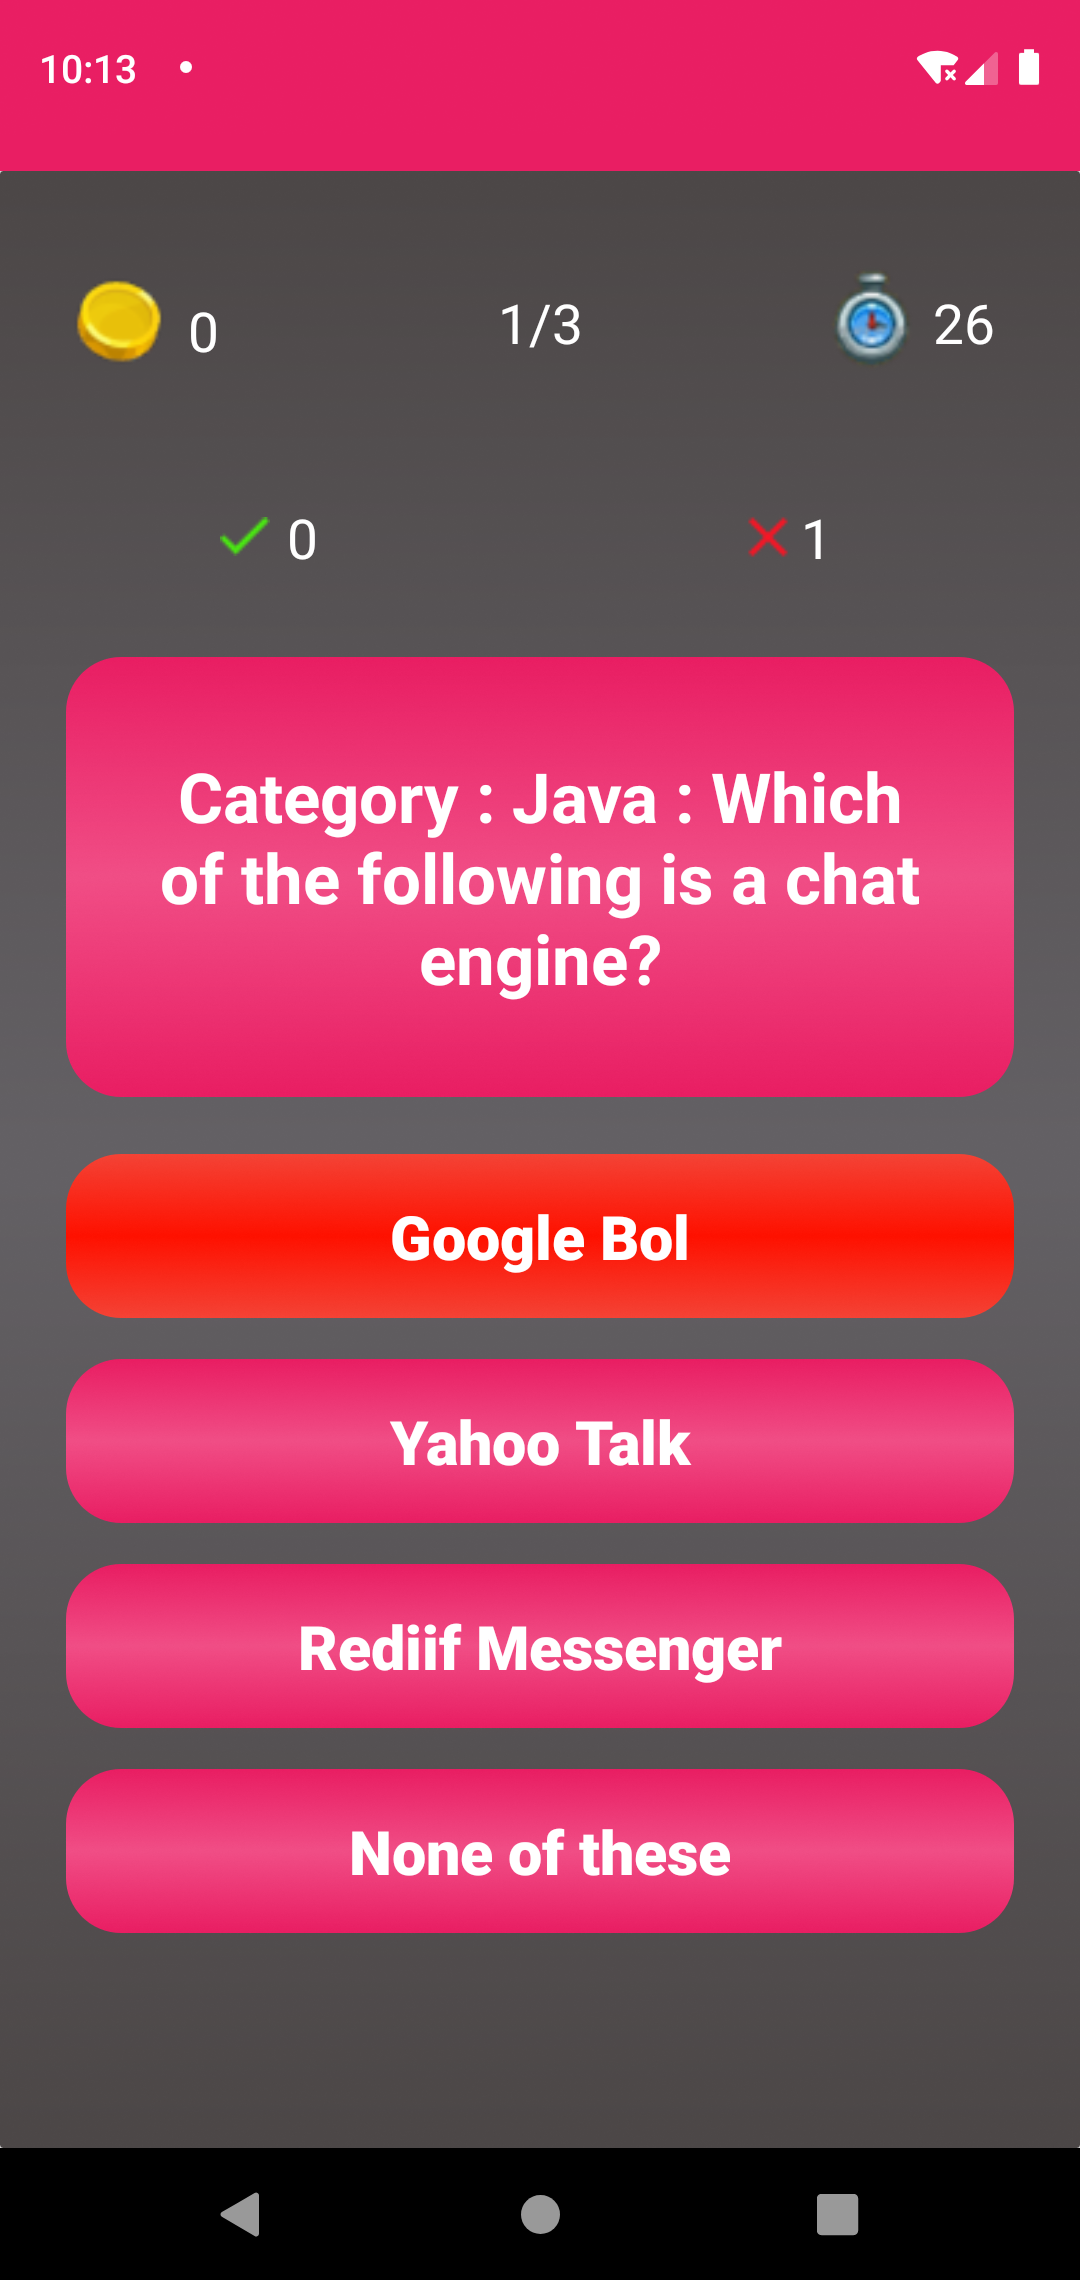 10:13
0
1/3
26
0
1
Category : Java : Which
of the following is a chat
engine?
Google Bol
Yahoo Talk
Rediif Messenger
None of these